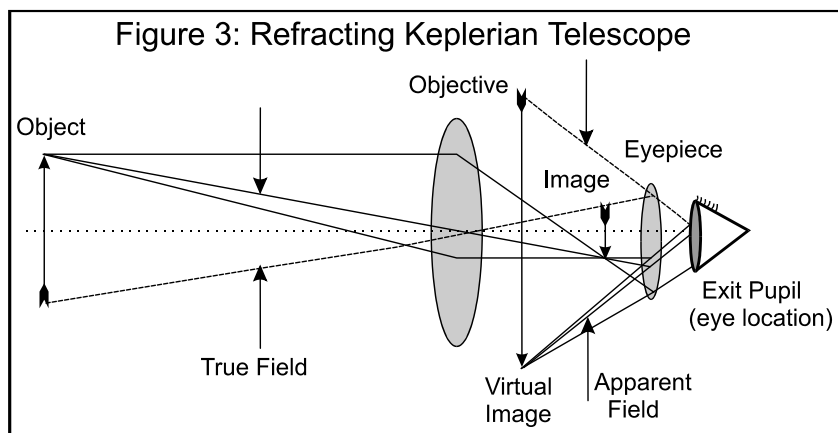 Figure 3: Refracting Keplerian Telescope
Objective
Object
Eyepiece
Image
Exit Pupil
(eye location)
True Field
Virtual
Image
Apparent
Field